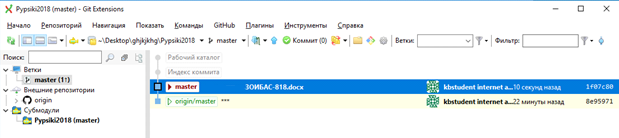 Pypsiki2018 (master) - Git Extensions
Начало Репозиторий Навигация Показать Команды GitHub Плагины Инструменты Справка
~\Desktop\ghjkjkhg\Pypsiki2018 master Коммит (0) Ветки: Фильтр:
Поиск:
Рабочий каталог
Ветки
Индекс коммита
master (1↑)
master ЗОИБАС-818.docx kbstudent internet a... 10 секунд назад 1f07c80
Внешние репозитории
origin/master *** kbstudent internet a... 22 минуты назад 8e95971
origin
Субмодули
Pypsiki2018 (master)